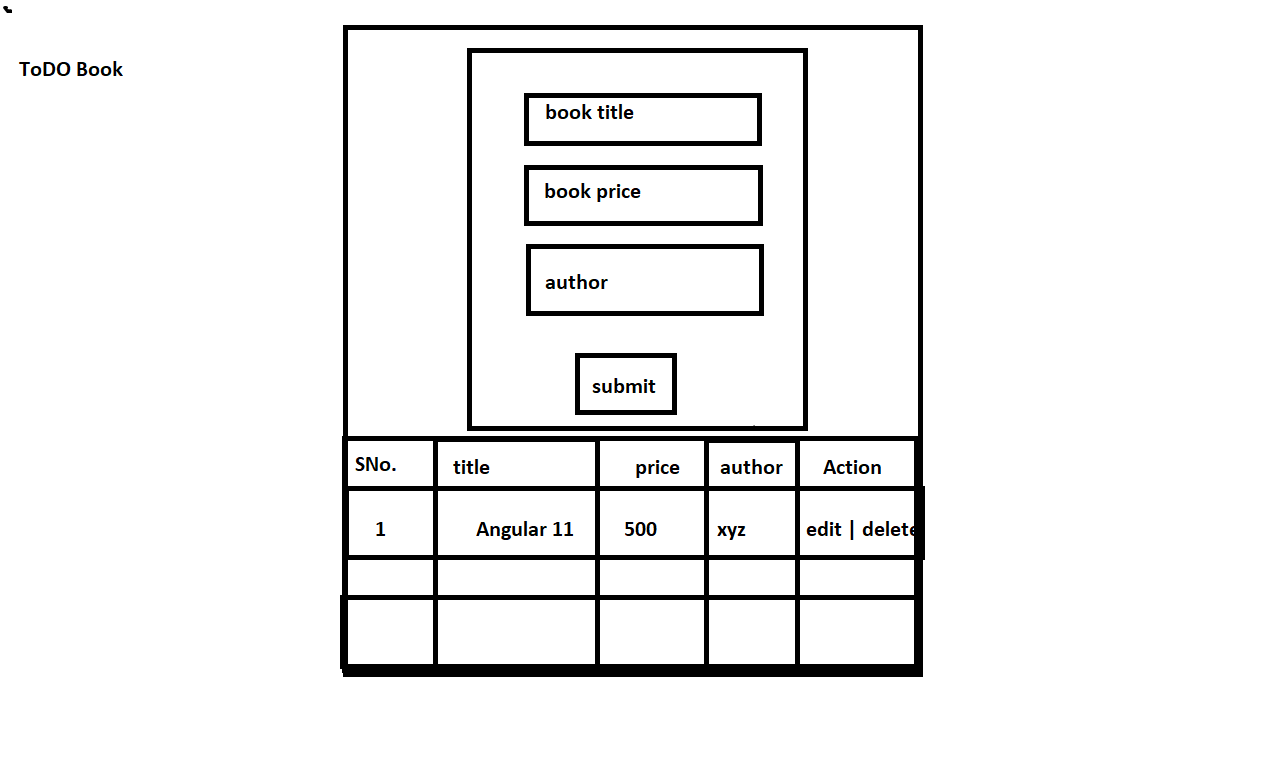 ToDO Book
book title
book price
author
submit
SNo. title price author Action
1 Angular 11 500 xyz edit | delete